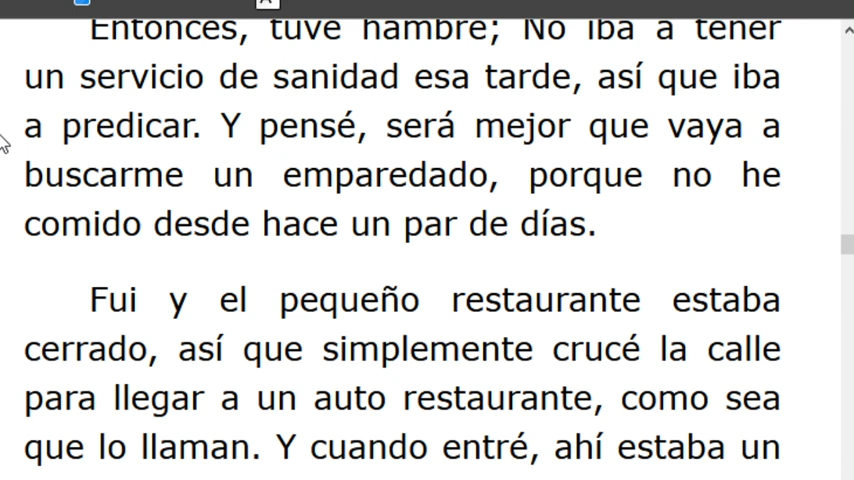 Entonces, tuve hambre; No iba a tener
un servicio de sanidad esa tarde, así que iba
a predicar. Y pensé, será mejor que vaya a
buscarme un emparedado, porque no he
comido desde hace un par de días.
Fui y el pequeño restaurante estaba
cerrado, así que simplemente crucé la calle
para llegar a un auto restaurante, como sea
que lo llaman. Y cuando entré, ahí estaba un